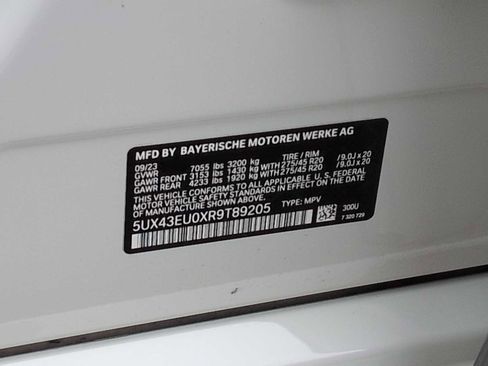 MFD BY BAYERISCHE MOTOREN WERKE AG
09/23 TIRE / RIM
GVWR 7055 lbs 3200 kg
GAWR FRONT 3153 lbs 1430 kg WITH 275/45 R20 / 9.0J x 20
GAWR REAR 4233 lbs 1920 kg WITH 275/45 R20 / 9.0J x 20
THIS VEHICLE CONFORMS TO ALL APPLICABLE U.S. FEDERAL
MOTOR VEHICLE SAFETY STANDARDS IN EFFECT ON THE
DATE OF MANUFACTURE SHOWN ABOVE.
5UX43EU0XR9T89205 TYPE: MPV 300U
7 320 729